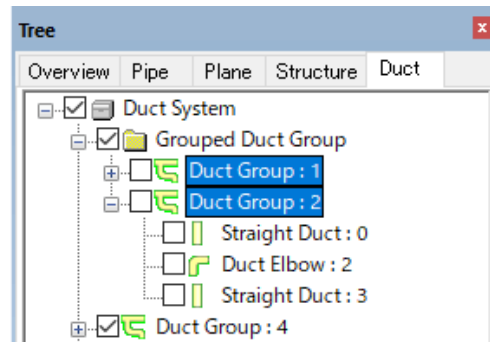 Tree
Overview Pipe Plane Structure Duct
Duct System
Grouped Duct Group
Duct Group : 1
Duct Group : 2
Straight Duct : 0
Duct Elbow : 2
Straight Duct : 3
Duct Group : 4